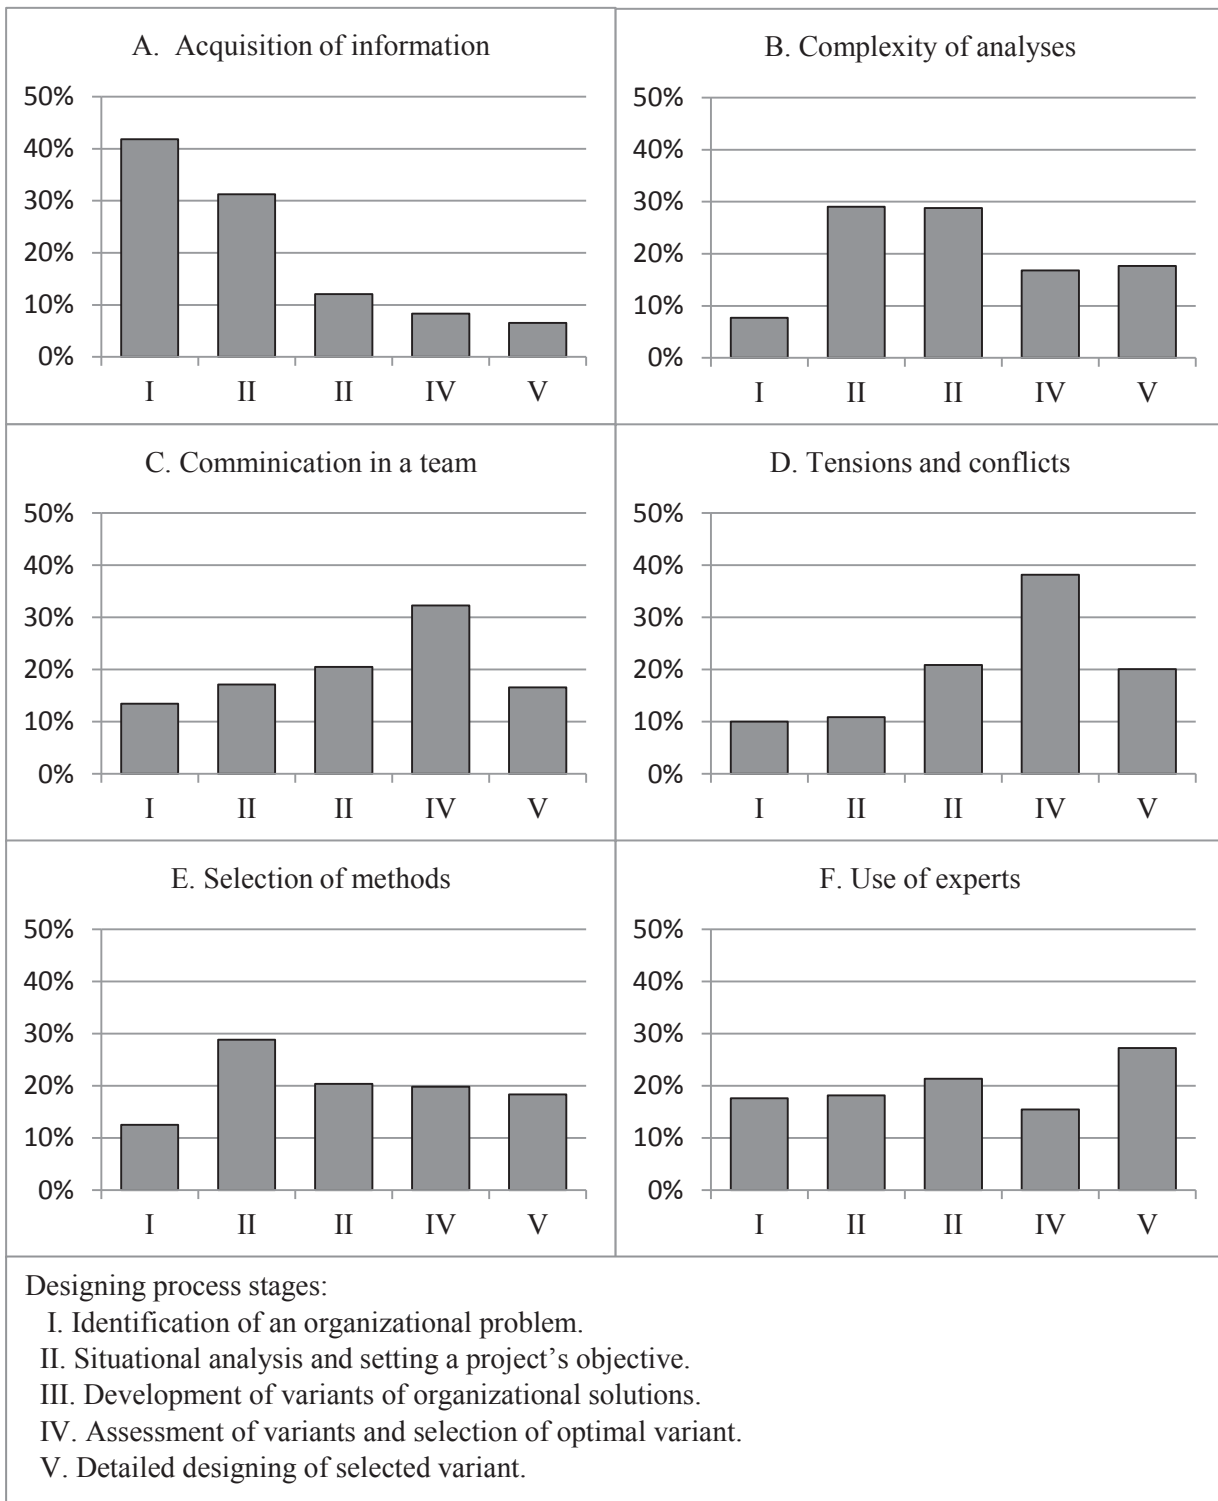 A. Acquisition of information
50%
40%
30%
20%
10%
0%
I II II IV V
B. Complexity of analyses
50%
40%
30%
20%
10%
0%
I II II IV V
C. Comminication in a team
50%
40%
30%
20%
10%
0%
I II II IV V
D. Tensions and conflicts
50%
40%
30%
20%
10%
0%
I II II IV V
E. Selection of methods
50%
40%
30%
20%
10%
0%
I II II IV V
F. Use of experts
50%
40%
30%
20%
10%
0%
I II II IV V
Designing process stages:
I. Identification of an organizational problem.
II. Situational analysis and setting a project’s objective.
III. Development of variants of organizational solutions.
IV. Assessment of variants and selection of optimal variant.
V. Detailed designing of selected variant.